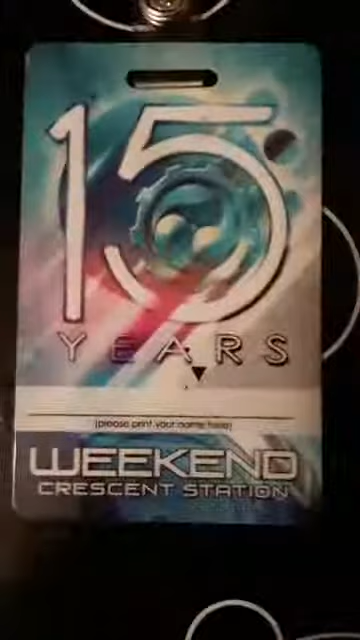 15
YEARS
(please print your name here)
WEEKEND
CRESCENT STATION